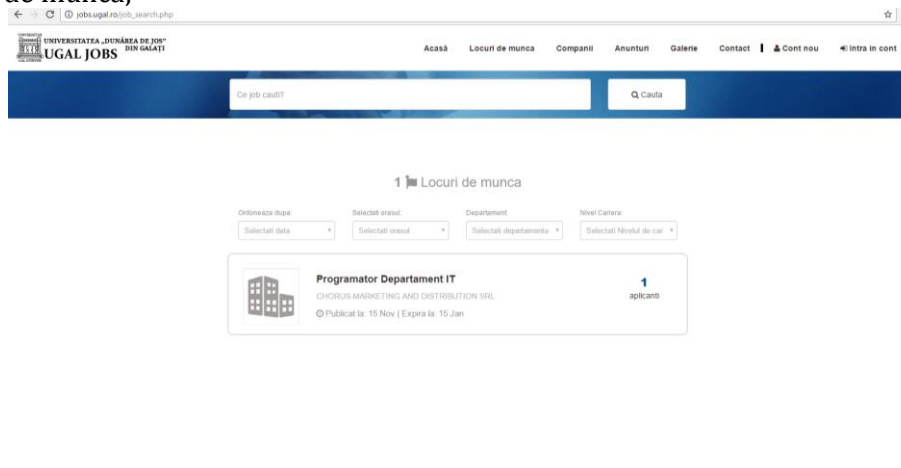 de munca;
jobs.ugal.ro/job_search.php
UNIVERSITATEA „DUNĂREA DE JOS”
DIN GALAȚI
UGAL JOBS
Acasă Locuri de munca Companii Anunturi Galerie Contact Cont nou Intra in cont
Ce job cauti?
Cauta
1 Locuri de munca
Ordoneaza dupa: Selectati orasul: Departament: Nivel Cariera:
Selectati data Selectati orasul Selectati departamentu Selectati Nivelul de car
Programator Departament IT
CHORUS MARKETING AND DISTRIBUTION SRL
Publicat la: 15 Nov | Expira la: 15 Jan
1
aplicanti